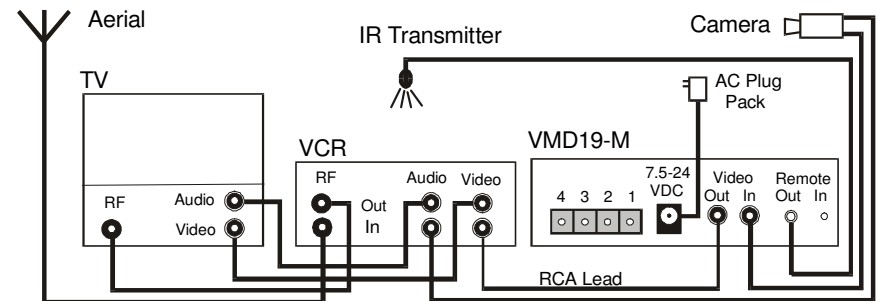 Aerial
IR Transmitter
Camera
TV
AC Plug
Pack
VCR
VMD19-M
RF
Audio
Video
RF
Audio
Video
Out
In
4 3 2 1
7.5-24
VDC
Video
Out In
Remote
Out In
RCA Lead